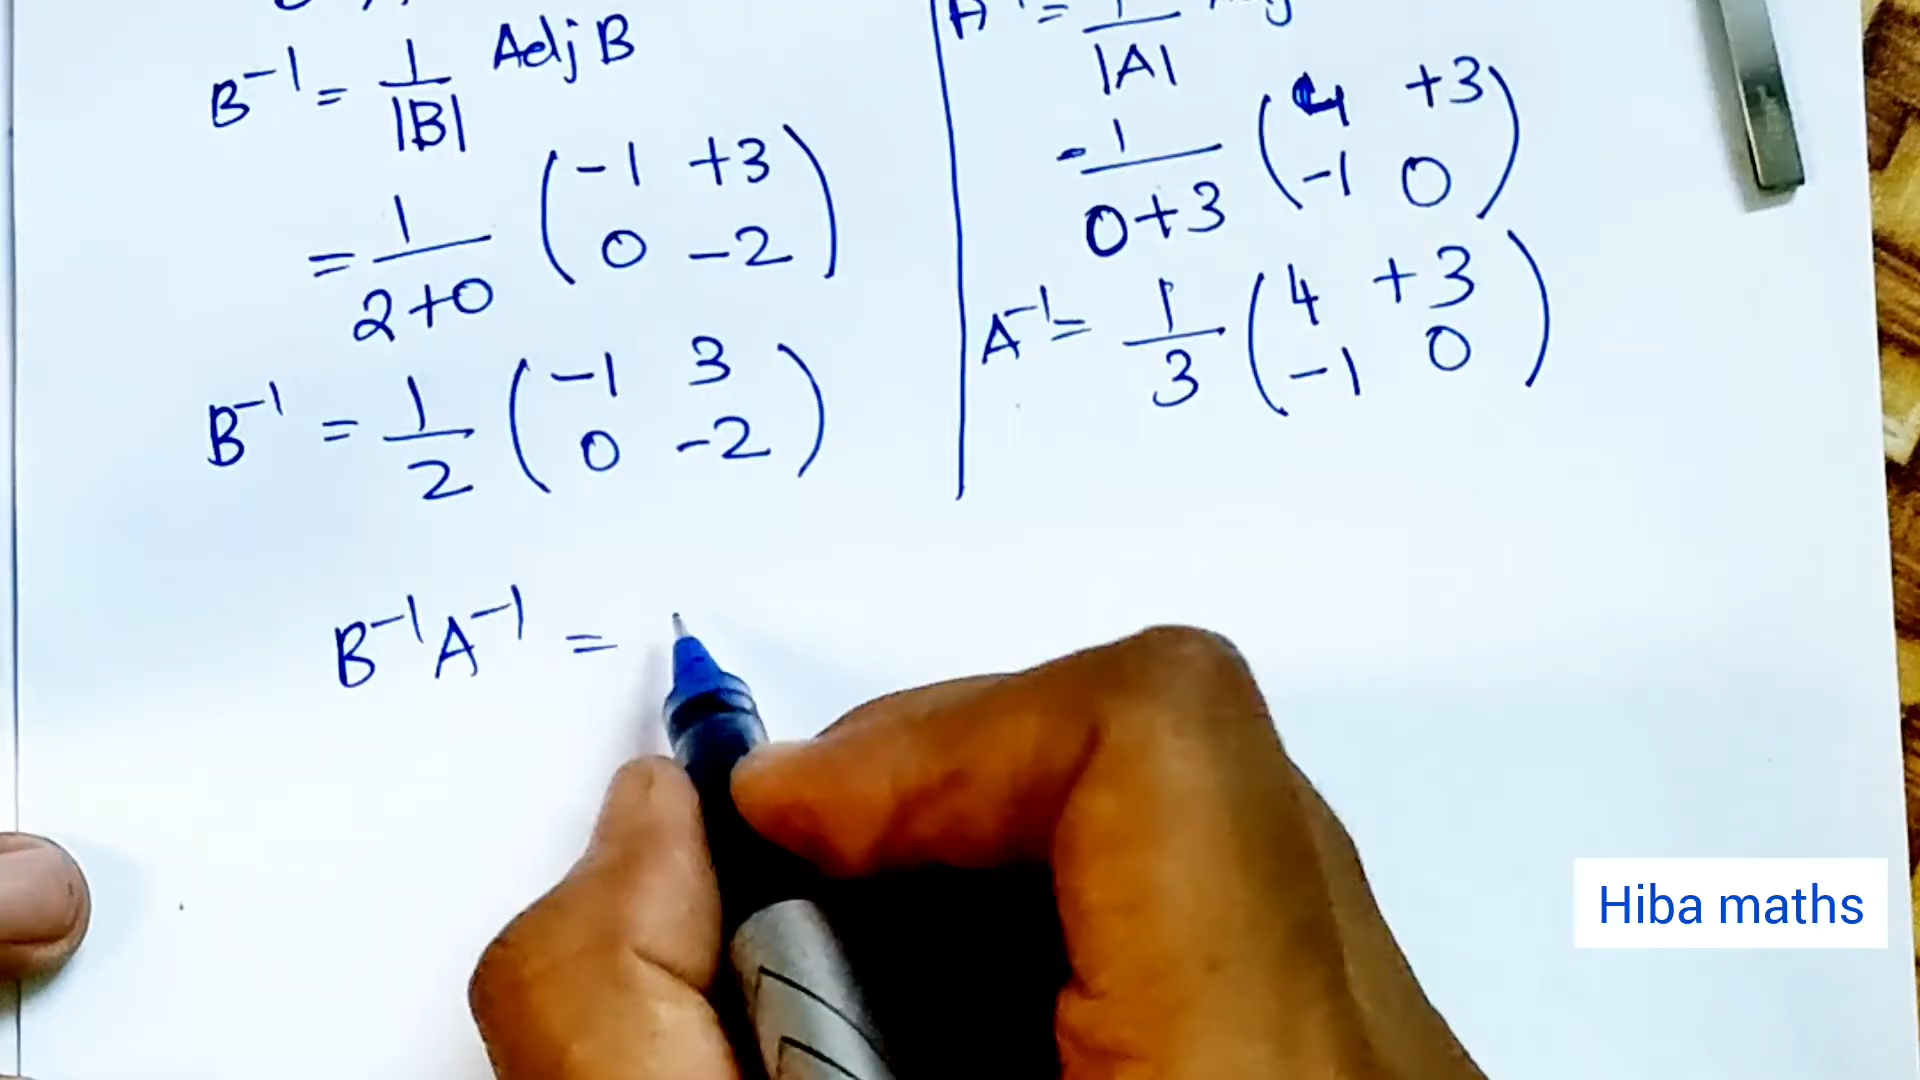 B⁻¹ = 1/|B| Adj B
= 1/(2+0) (-1 +3; 0 -2)
B⁻¹ = 1/2 (-1 3; 0 -2)
|A|
-1/(0+3) (4 +3; -1 0)
A⁻¹ = 1/3 (4 +3; -1 0)
B⁻¹A⁻¹ =
Hiba maths